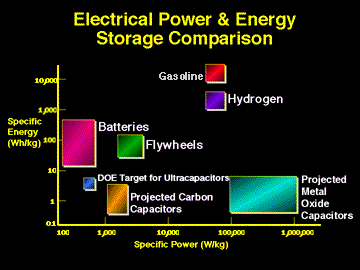 Electrical Power & Energy
Storage Comparison
Gasoline
Hydrogen
Batteries
Flywheels
DOE Target for Ultracapacitors
Projected Carbon
Capacitors
Projected
Metal
Oxide
Capacitors
Specific
Energy
(Wh/kg)
10,000
1,000
100
10
1
0.1
100
1,000
10,000
100,000
1,000,000
Specific Power (W/kg)